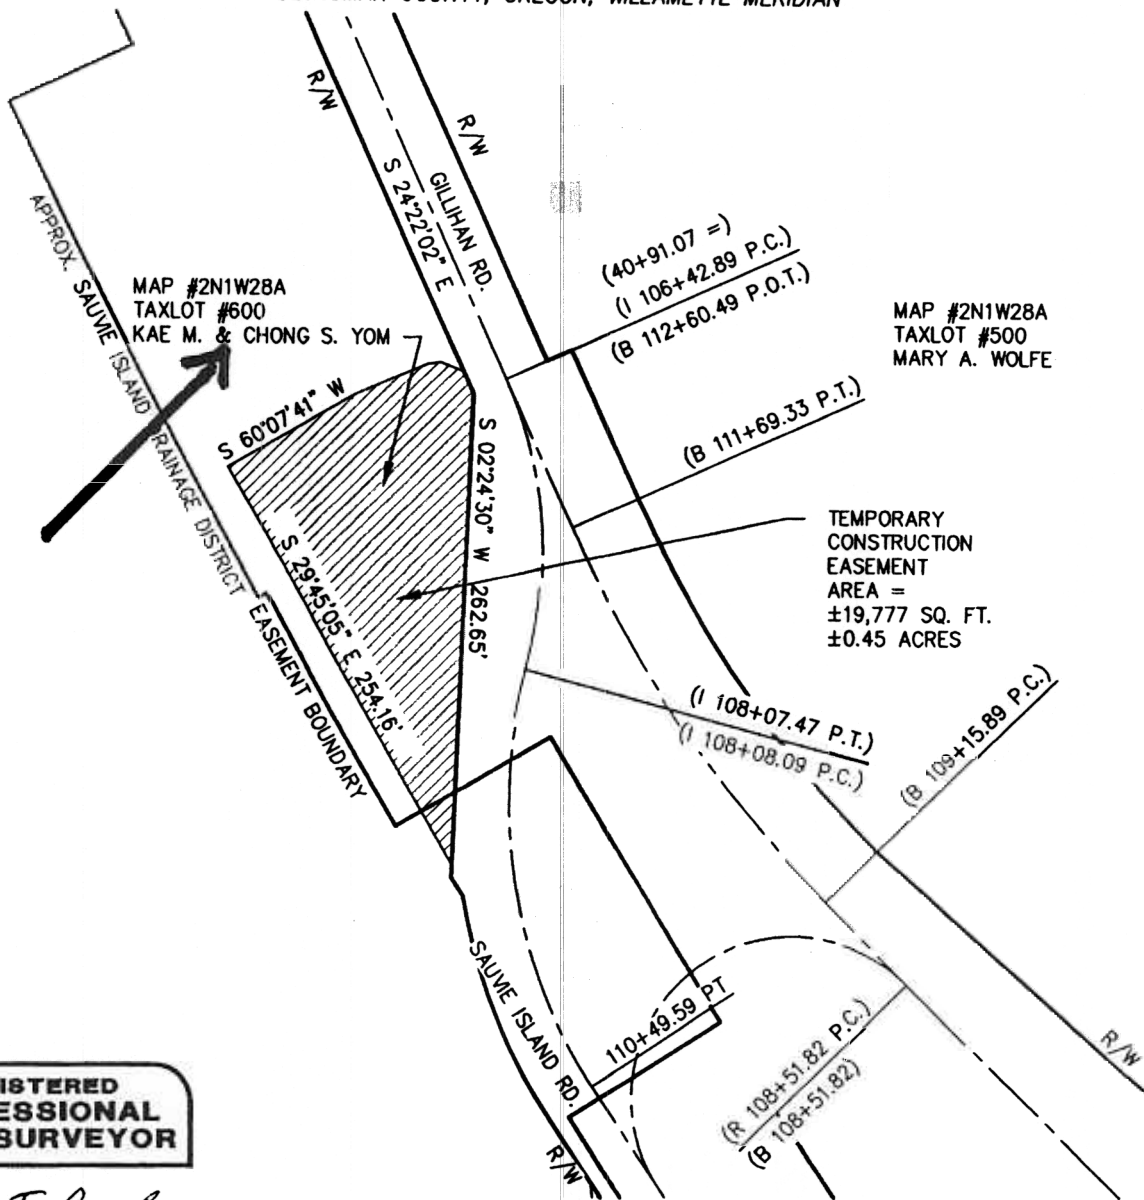 COUNTY, OREGON, WILLAMETTE MERIDIAN
R/W
R/W
S 24°22'02" E
GILLIHAN RD.
APPROX. SAUVIE ISLAND DRAINAGE DISTRICT EASEMENT BOUNDARY
MAP #2N1W28A
TAXLOT #600
KAE M. & CHONG S. YOM
(40+91.07 =)
(I 106+42.89 P.C.)
(B 112+60.49 P.O.T.)
MAP #2N1W28A
TAXLOT #500
MARY A. WOLFE
S 60°07'41" W
(B 111+69.33 P.T.)
S 02°24'30" W 262.65'
TEMPORARY
CONSTRUCTION
EASEMENT
AREA =
±19,777 SQ. FT.
±0.45 ACRES
S 29°45'05" E 254.16'
(I 108+07.47 P.T.)
(I 108+08.09 P.C.)
(B 109+15.89 P.C.)
SAUVIE ISLAND RD.
110+49.59 PT
(R 108+51.82 P.C.)
(B 108+51.82)
R/W
R/W
ISTERED
ESSIONAL
SURVEYOR